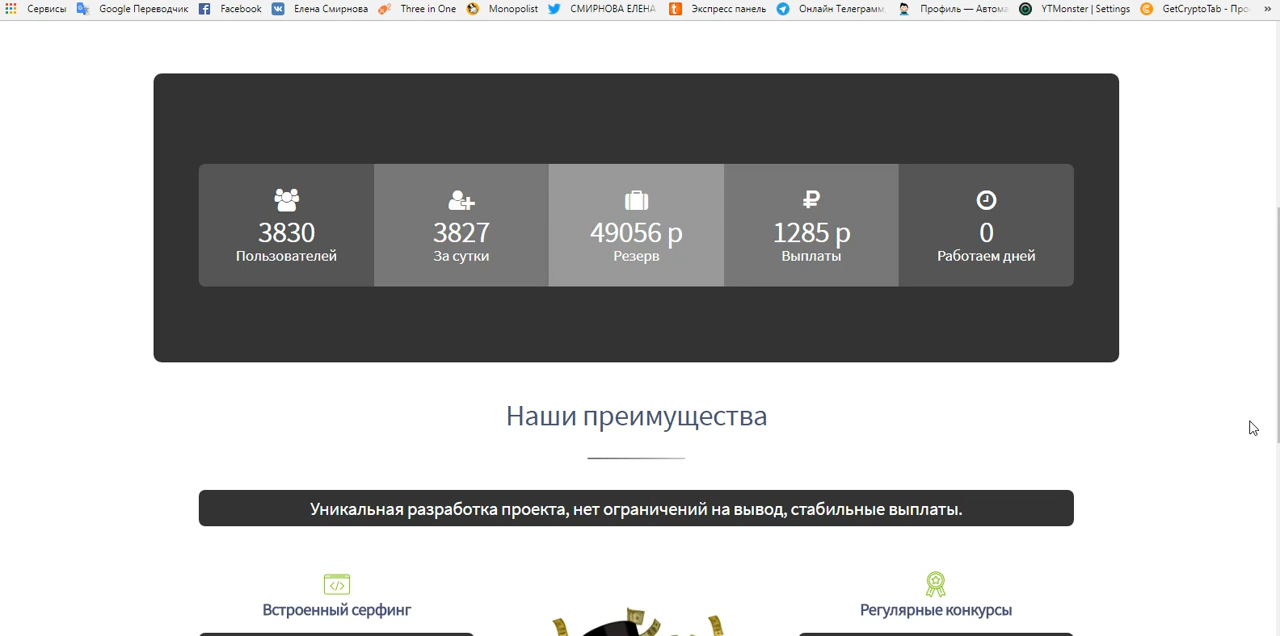 Сервисы Google Переводчик Facebook Елена Смирнова Three in One Monopolist СМИРНОВА ЕЛЕНА Экспресс панель Онлайн Телеграмм, Профиль — Автома YTMonster | Settings GetCryptoTab - Про »
3830 3827 49056 р 1285 р 0
Пользователей За сутки Резерв Выплаты Работаем дней
Наши преимущества
Уникальная разработка проекта, нет ограничений на вывод, стабильные выплаты.
Встроенный серфинг Регулярные конкурсы